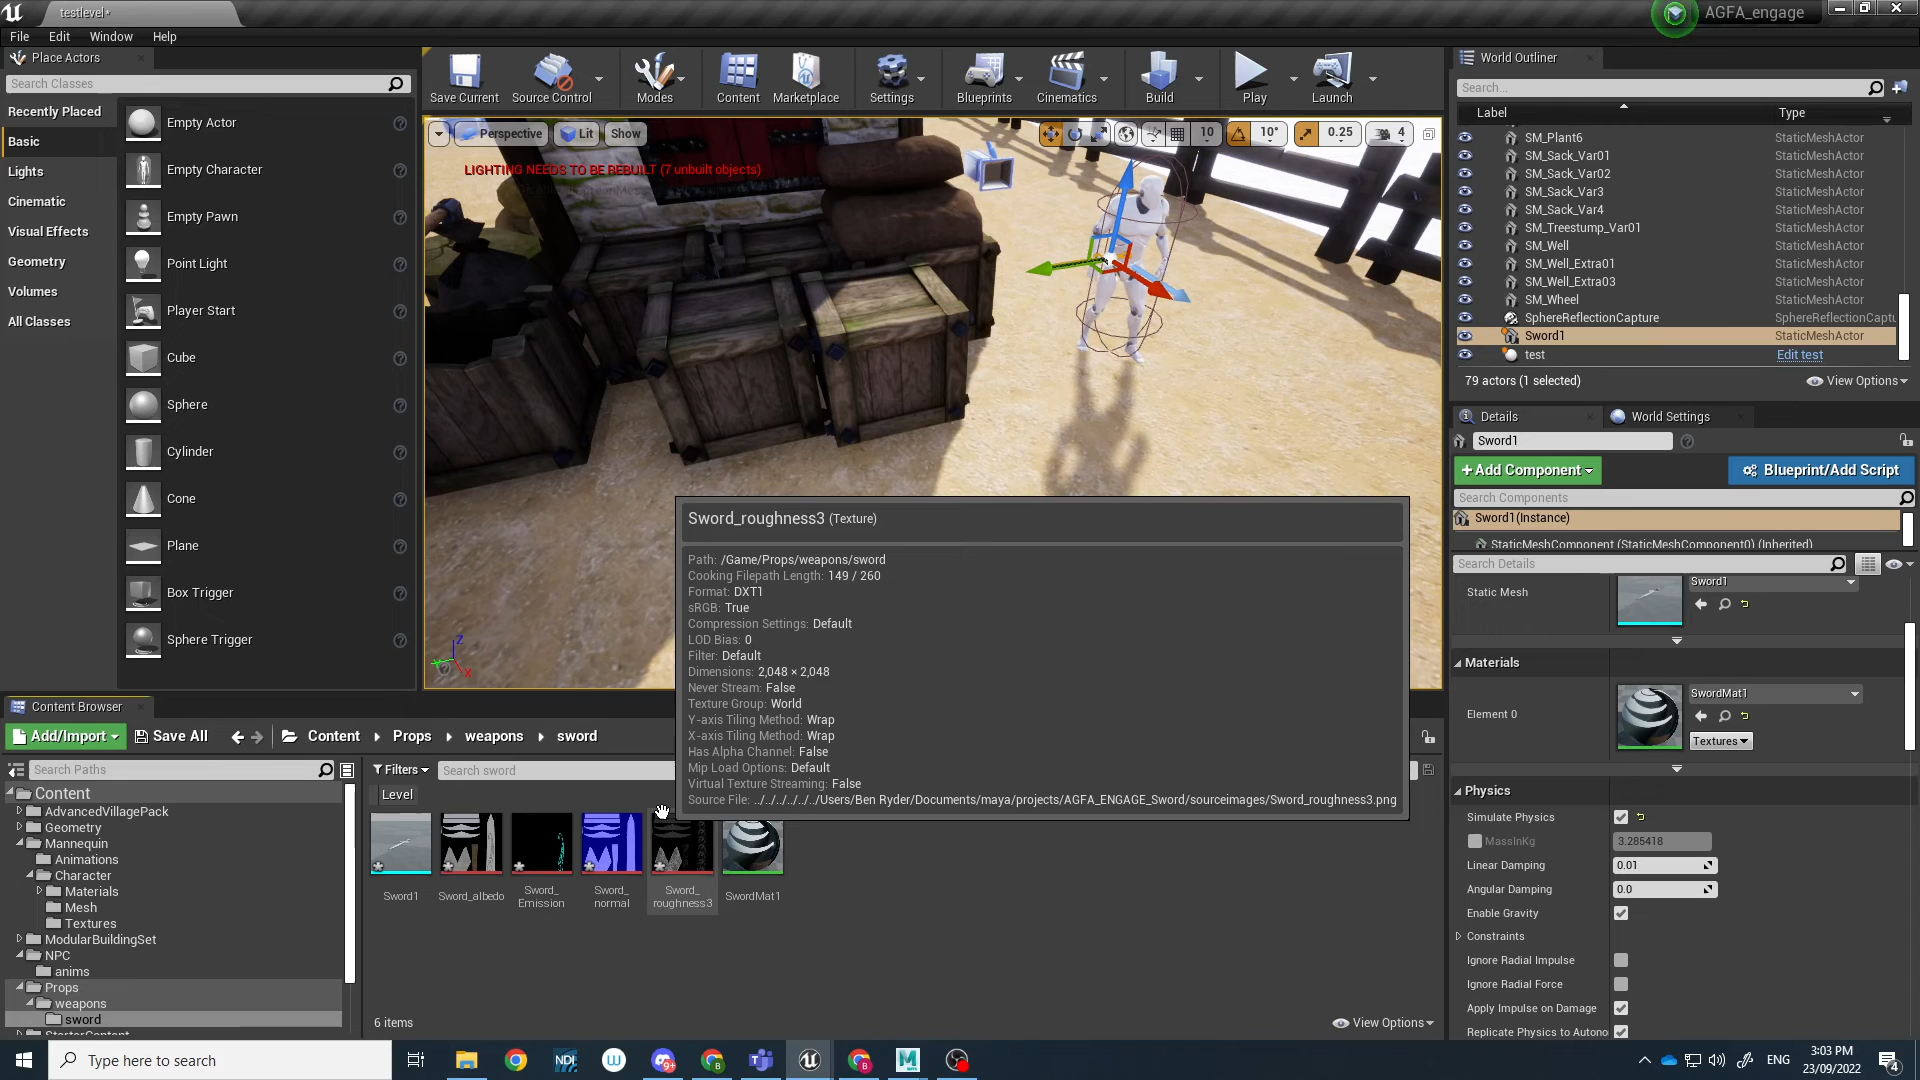 testlevel*
AGFA_engage
File Edit Window Help
Place Actors
Search Classes
Recently Placed
Basic
Lights
Cinematic
Visual Effects
Geometry
Volumes
All Classes
Empty Actor
Empty Character
Empty Pawn
Point Light
Player Start
Cube
Sphere
Cylinder
Cone
Plane
Box Trigger
Sphere Trigger
Save Current Source Control Modes Content Marketplace Settings Blueprints Cinematics Build Play Launch
Perspective Lit Show 10 10° 0.25 4
LIGHTING NEEDS TO BE REBUILT (7 unbuilt objects)
Z
X
Sword_roughness3 (Texture)
Path: /Game/Props/weapons/sword
Cooking Filepath Length: 149 / 260
Format: DXT1
sRGB: True
Compression Settings: Default
LOD Bias: 0
Filter: Default
Dimensions: 2,048 × 2,048
Never Stream: False
Texture Group: World
Y-axis Tiling Method: Wrap
X-axis Tiling Method: Wrap
Has Alpha Channel: False
Mip Load Options: Default
Virtual Texture Streaming: False
Source File: ../../../../../../Users/Ben Ryder/Documents/maya/projects/AGFA_ENGAGE_Sword/sourceimages/Sword_roughness3.png
World Outliner
Search...
Label Type
SM_Plant6 StaticMeshActor
SM_Sack_Var01 StaticMeshActor
SM_Sack_Var02 StaticMeshActor
SM_Sack_Var3 StaticMeshActor
SM_Sack_Var4 StaticMeshActor
SM_Treestump_Var01 StaticMeshActor
SM_Well StaticMeshActor
SM_Well_Extra01 StaticMeshActor
SM_Well_Extra03 StaticMeshActor
SM_Wheel StaticMeshActor
SphereReflectionCapture SphereReflectionCaptu
Sword1 StaticMeshActor
test Edit test
79 actors (1 selected) View Options
Details World Settings
Sword1
+Add Component Blueprint/Add Script
Search Components
Sword1(Instance)
StaticMeshComponent (StaticMeshComponent0) (Inherited)
Search Details
Static Mesh Sword1
Materials
Element 0 SwordMat1
Textures
Physics
Simulate Physics
MassInKg 3.285418
Linear Damping 0.01
Angular Damping 0.0
Enable Gravity
Constraints
Ignore Radial Impulse
Ignore Radial Force
Apply Impulse on Damage
Replicate Physics to Autono
Content Browser
Add/Import Save All Content Props weapons sword
Search Paths
Filters Search sword
Level
Content
AdvancedVillagePack
Geometry
Mannequin
Animations
Character
Materials
Mesh
Textures
ModularBuildingSet
NPC
anims
Props
weapons
sword
StarterContent
Sword1
Sword_albedo
Sword_
Emission
Sword_
normal
Sword_
roughness3
SwordMat1
6 items View Options
Type here to search
NDI
9+
ENG
3:03 PM
23/09/2022
4